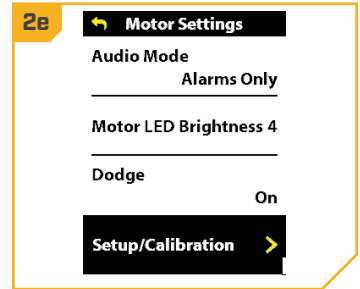 2e
Motor Settings
Audio Mode
Alarms Only
Motor LED Brightness 4
Dodge
On
Setup/Calibration